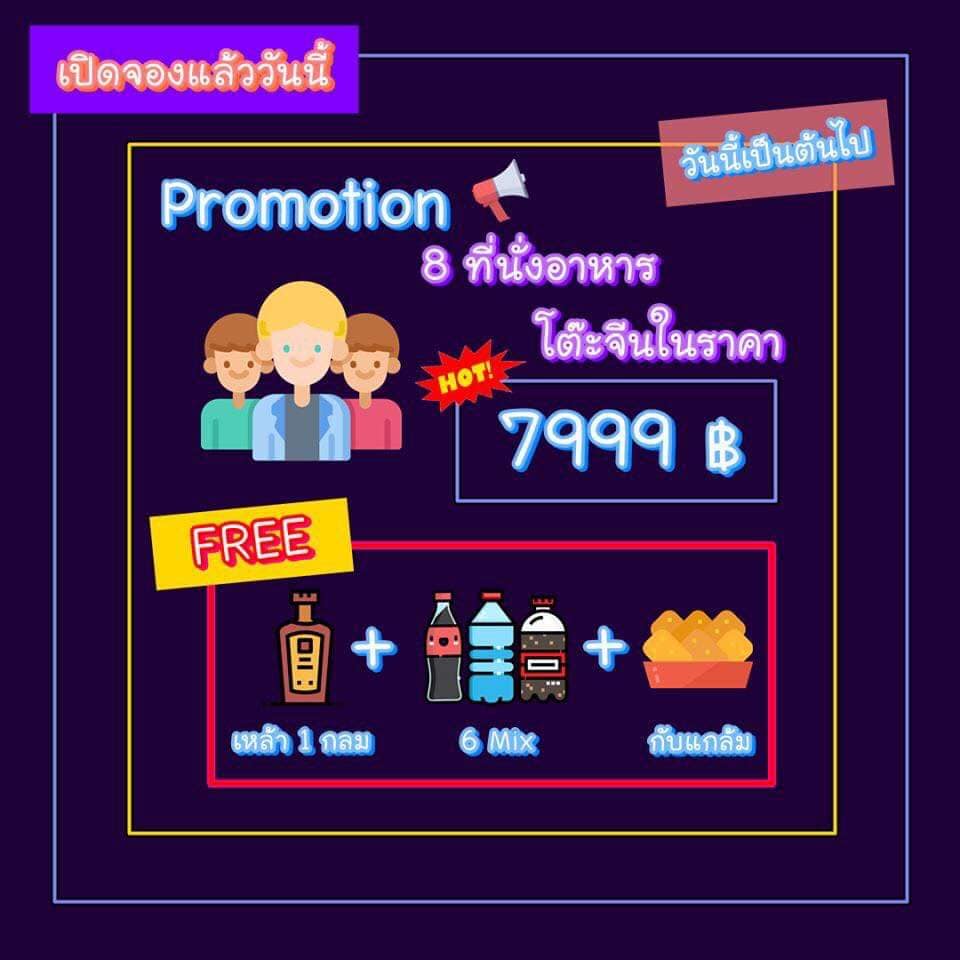 เปิดจองแล้ววันนี้
วันนี้เป็นต้นไป
Promotion
8 ที่นั่งอาหาร
โต๊ะจีนในราคา
HOT!
7999 ฿
FREE
เหล้า 1 กลม
6 Mix
กับแกล้ม